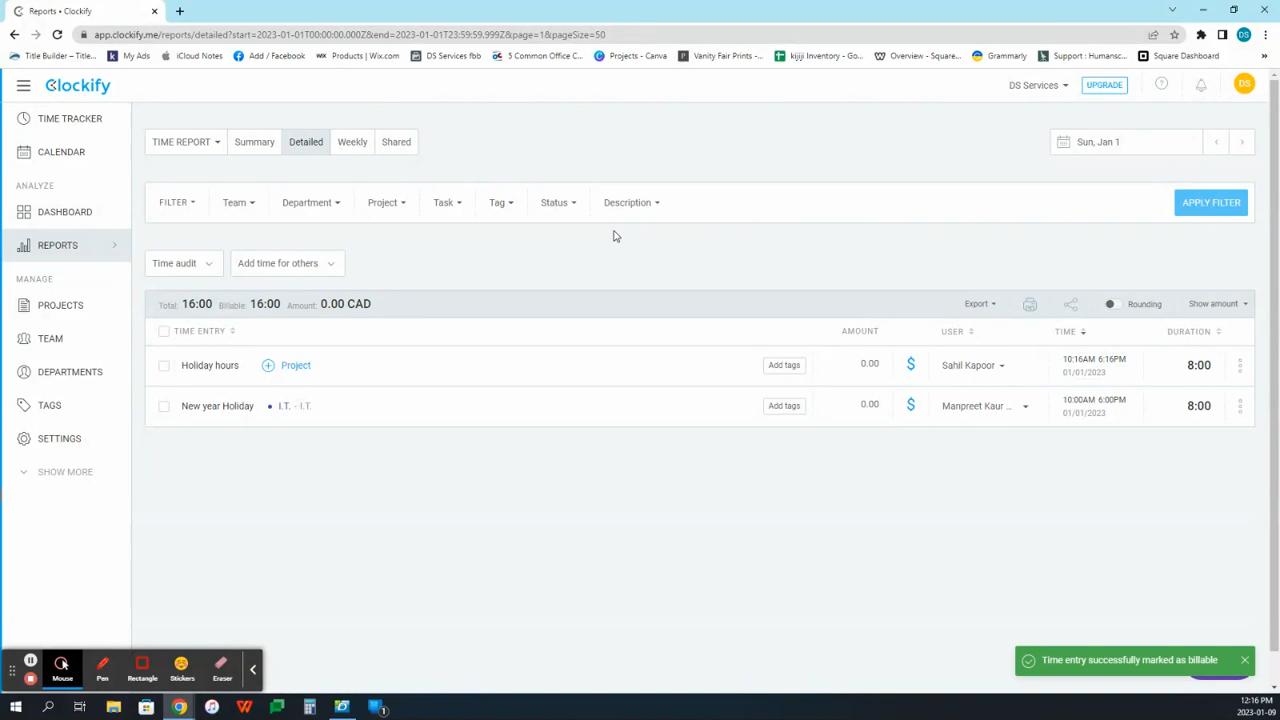 Reports • Clockify
app.clockify.me/reports/detailed?start=2023-01-01T00:00:00.000Z&end=2023-01-01T23:59:59.999Z&page=1&pageSize=50
DS
Title Builder - Titl... My Ads iCloud Notes Add / Facebook Products | Wix.com DS Services fbb 5 Common Office C... Projects - Canva Vanity Fair Prints -... kijiji Inventory - Go... Overview - Square... Grammarly Support : Humansc... Square Dashboard
Clockify
DS Services UPGRADE DS
TIME TRACKER
CALENDAR
ANALYZE
DASHBOARD
REPORTS
MANAGE
PROJECTS
TEAM
DEPARTMENTS
TAGS
SETTINGS
SHOW MORE
TIME REPORT Summary Detailed Weekly Shared Sun, Jan 1
FILTER Team Department Project Task Tag Status Description APPLY FILTER
Time audit Add time for others
Total: 16:00 Billable: 16:00 Amount: 0.00 CAD Export Rounding Show amount
TIME ENTRY AMOUNT USER TIME DURATION
Holiday hours Project Add tags 0.00 $ Sahil Kapoor 10:16AM 6:16PM 8:00
01/01/2023
New year Holiday • I.T. - I.T. Add tags 0.00 $ Manpreet Kaur ... 10:00AM 6:00PM 8:00
01/01/2023
Time entry successfully marked as billable
Mouse Pen Rectangle Stickers Eraser
12:16 PM
2023-01-09